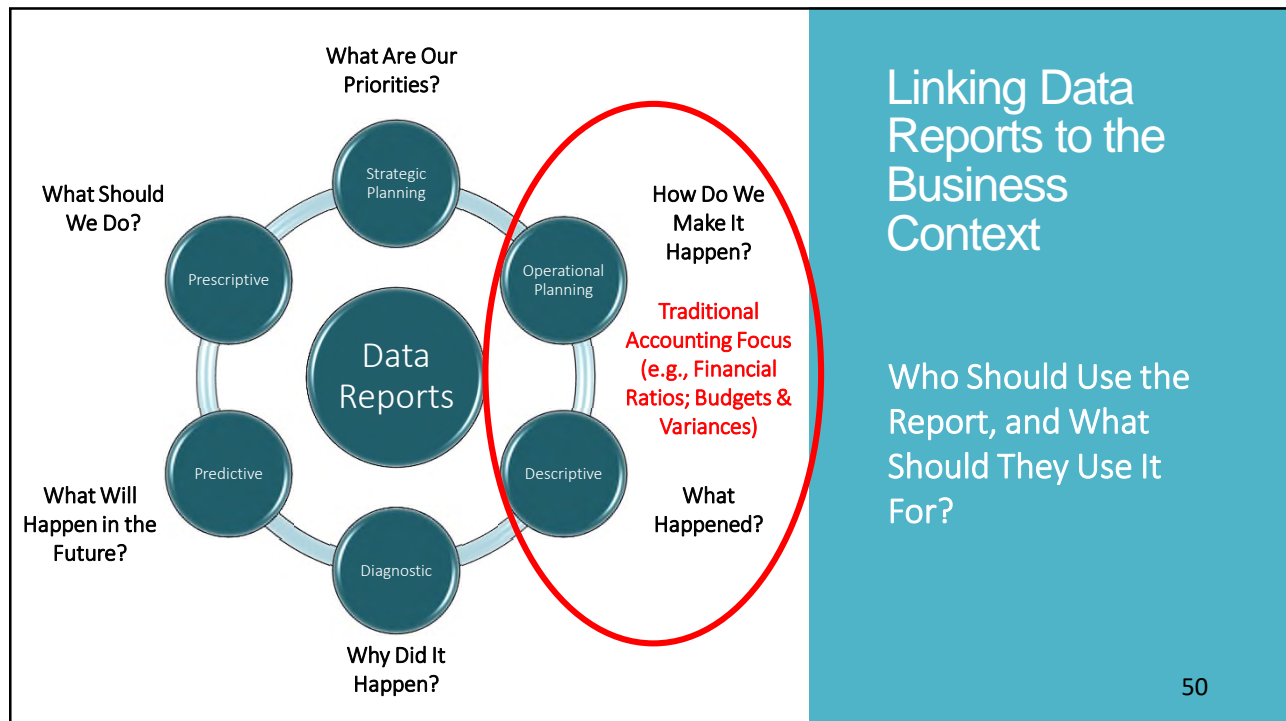 What Are Our
Priorities?
Strategic
Planning
What Should
We Do?
Prescriptive
How Do We
Make It
Happen?
Operational
Planning
Traditional
Accounting Focus
(e.g., Financial
Ratios; Budgets &
Variances)
Data
Reports
Predictive
What Will
Happen in the
Future?
Descriptive
What
Happened?
Diagnostic
Why Did It
Happen?
Linking Data
Reports to the
Business
Context
Who Should Use the
Report, and What
Should They Use It
For?
50